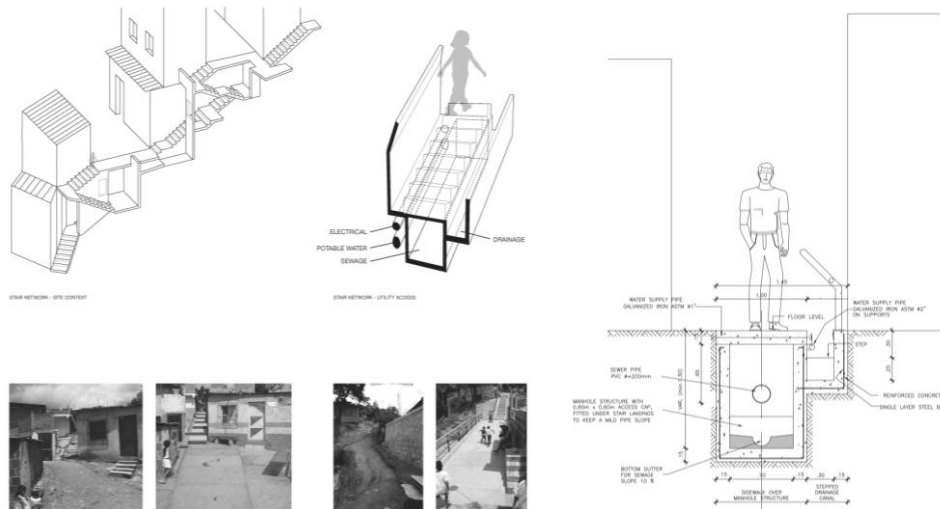 ELECTRICAL
POTABLE WATER
SEWAGE
DRAINAGE
STAIR NETWORK - SITE CONTEXT
STAIR NETWORK - UTILITY ACCESS
1,45
1,00
WATER SUPPLY PIPE
GALVANIZED IRON ASTM #1"
FLOOR LEVEL
WATER SUPPLY PIPE
GALVANIZED IRON ASTM #2"
ON SUPPORTS
STEP
.30
.25
SEWER PIPE
PVC #=200mm
MANHOLE STRUCTURE WITH
0,60m x 0,60m ACCESS CAP,
FITTED UNDER STAIR LANDINGS
TO KEEP A MILD PIPE SLOPE
REINFORCED CONCRET
SINGLE LAYER STEEL B
BOTTOM GUTTER
FOR SEWAGE
SLOPE 10 %
.15
.15
.15
.30
.15
SIDEWALK OVER
MANHOLE STRUCTURE
STEPPED
DRAINAGE
CANAL